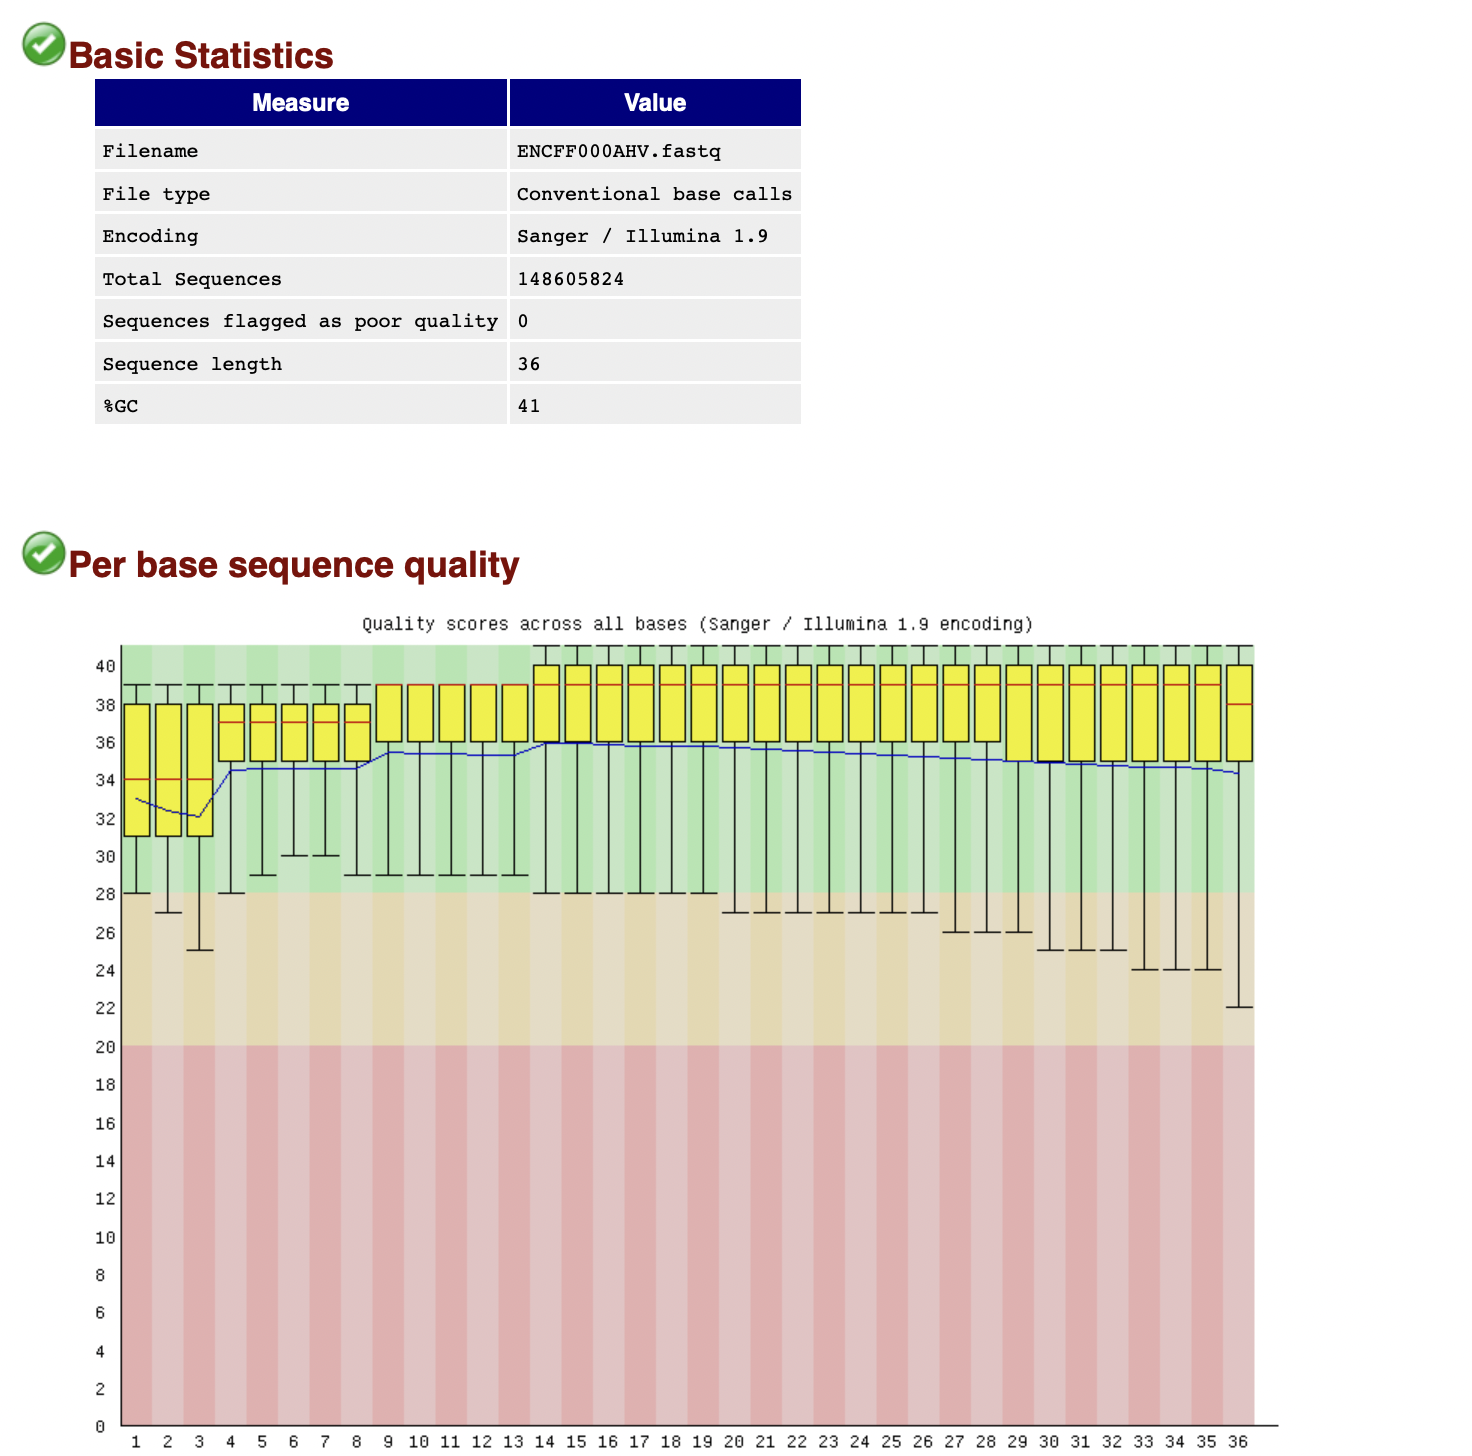 Basic Statistics
Measure Value
Filename ENCFF000AHV.fastq
File type Conventional base calls
Encoding Sanger / Illumina 1.9
Total Sequences 148605824
Sequences flagged as poor quality 0
Sequence length 36
%GC 41
Per base sequence quality
Quality scores across all bases (Sanger / Illumina 1.9 encoding)
40
38
36
34
32
30
28
26
24
22
20
18
16
14
12
10
8
6
4
2
0
1 2 3 4 5 6 7 8 9 10 11 12 13 14 15 16 17 18 19 20 21 22 23 24 25 26 27 28 29 30 31 32 33 34 35 36